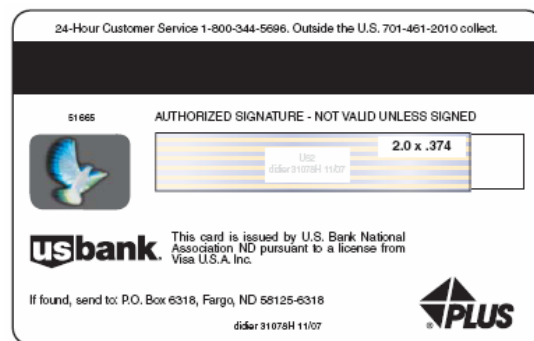 24-Hour Customer Service 1-800-344-5696. Outside the U.S. 701-461-2010 collect.
51665
AUTHORIZED SIGNATURE - NOT VALID UNLESS SIGNED
2.0 x .374
US2
didier 31078H 11/07
usbank.
This card is issued by U.S. Bank National
Association ND pursuant to a license from
Visa U.S.A. Inc.
If found, send to: P.O. Box 6318, Fargo, ND 58125-6318
didier 31078H 11/07
®PLUS